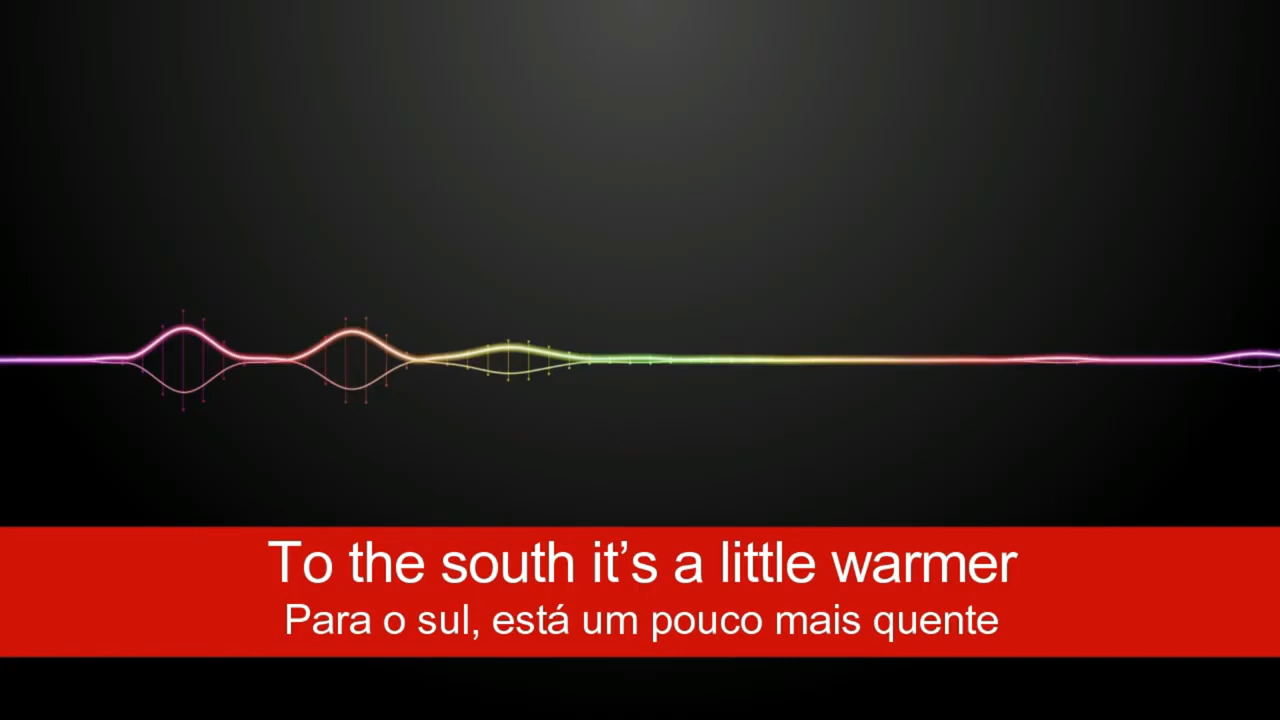 To the south it’s a little warmer
Para o sul, está um pouco mais quente